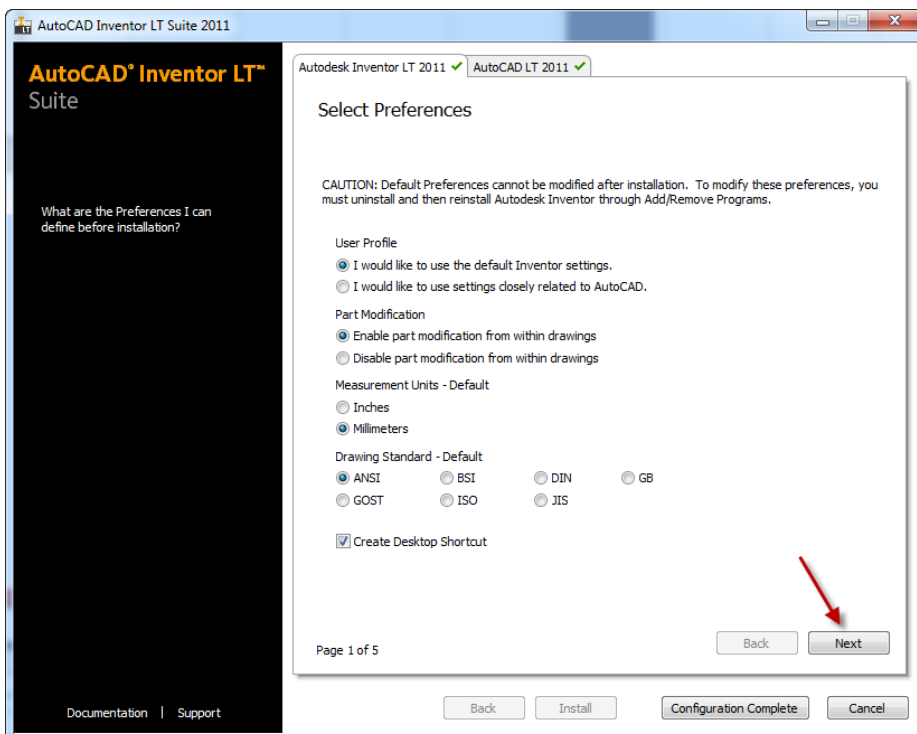 AutoCAD Inventor LT Suite 2011
AutoCAD® Inventor LT™
Suite
What are the Preferences I can
define before installation?
Autodesk Inventor LT 2011
AutoCAD LT 2011
Select Preferences
CAUTION: Default Preferences cannot be modified after installation. To modify these preferences, you
must uninstall and then reinstall Autodesk Inventor through Add/Remove Programs.
User Profile
I would like to use the default Inventor settings.
I would like to use settings closely related to AutoCAD.
Part Modification
Enable part modification from within drawings
Disable part modification from within drawings
Measurement Units - Default
Inches
Millimeters
Drawing Standard - Default
ANSI BSI DIN GB
GOST ISO JIS
Create Desktop Shortcut
Page 1 of 5
Back Next
Documentation | Support
Back Install Configuration Complete Cancel